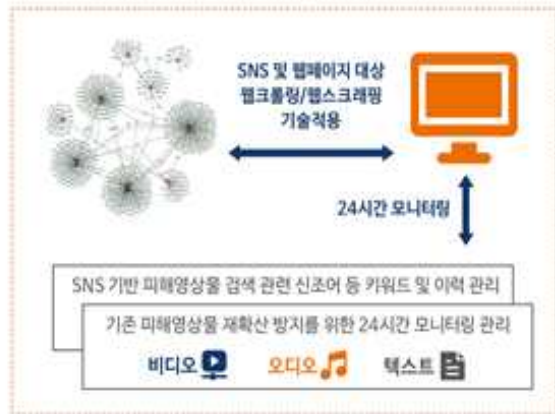 SNS 및 웹페이지 대상
웹크롤링/웹스크래핑
기술적용
24시간 모니터링
SNS 기반 피해영상물 검색 관련 신조어 등 키워드 및 이력 관리
기존 피해영상물 재확산 방지를 위한 24시간 모니터링 관리
비디오 오디오 텍스트